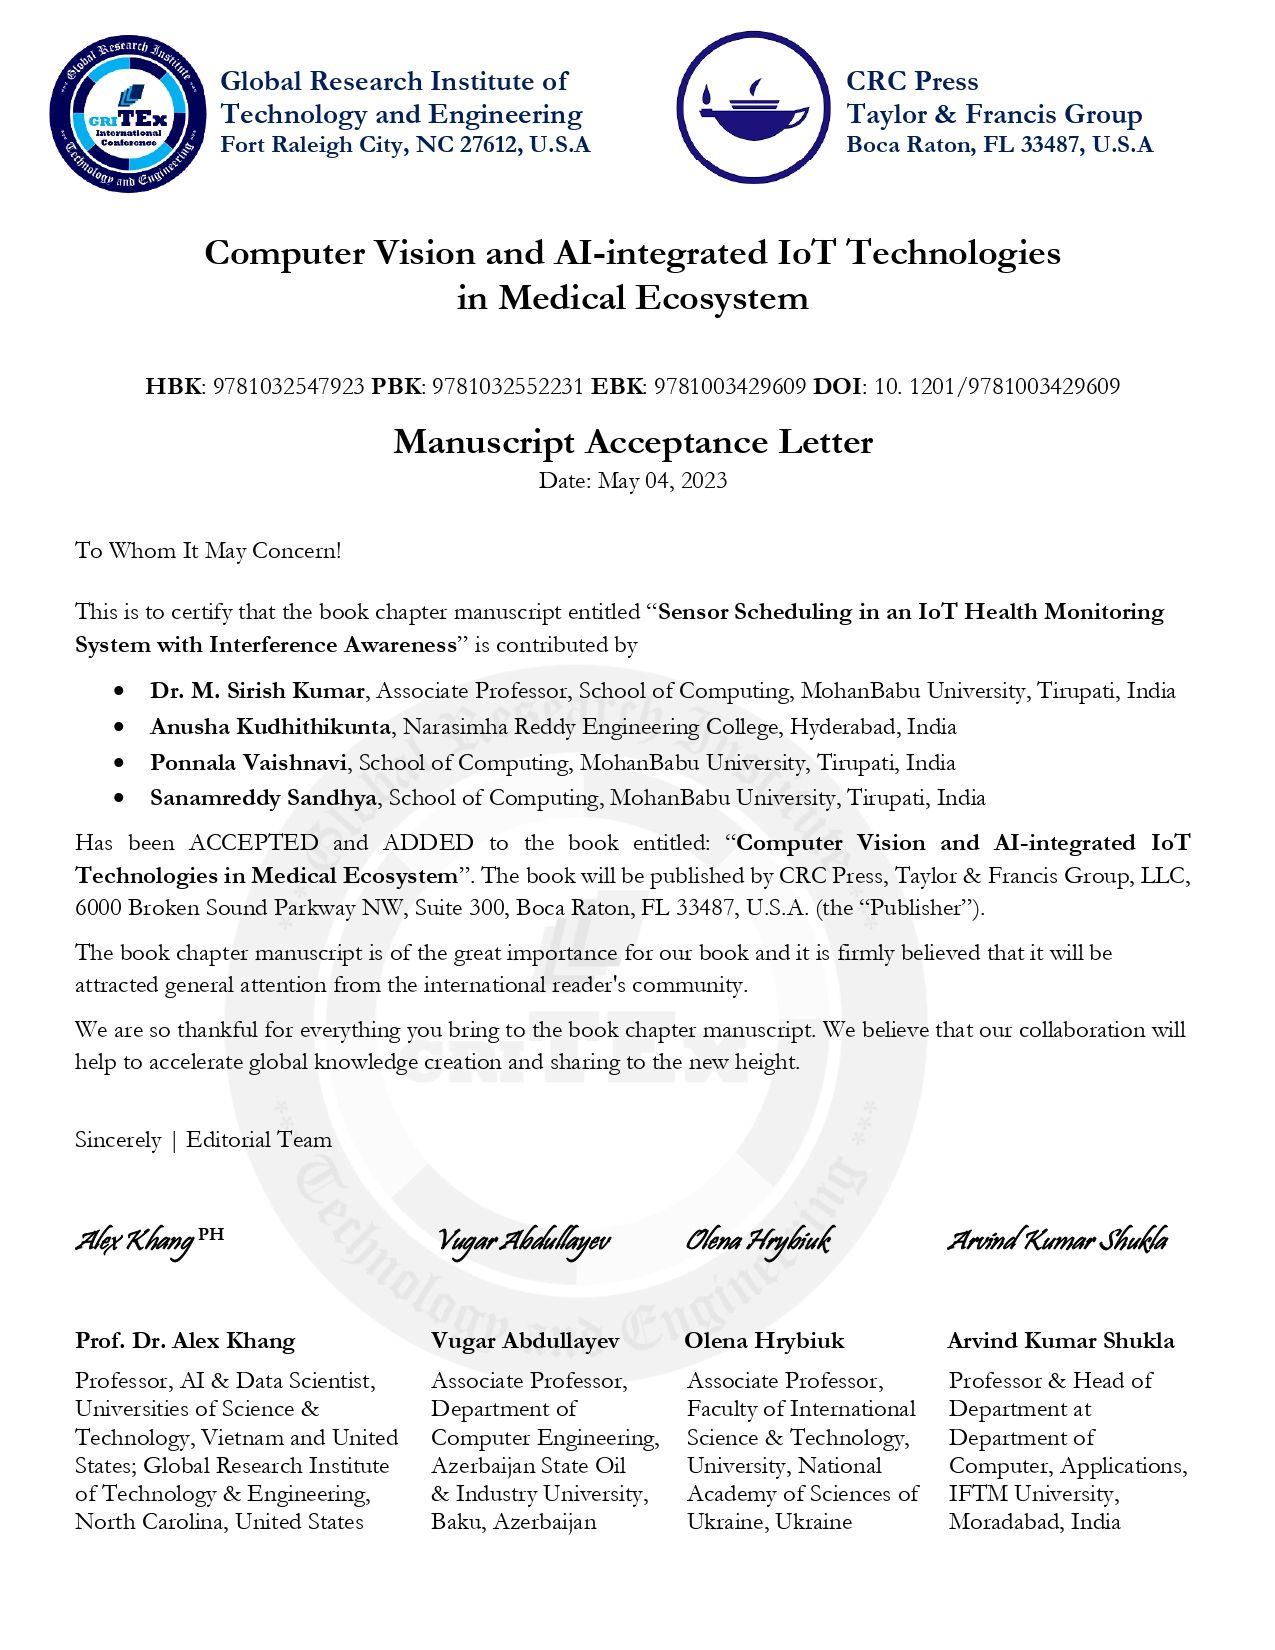 Global Research Institute
GRITEx
International
Conference
Technology and Engineering
Global Research Institute of
Technology and Engineering
Fort Raleigh City, NC 27612, U.S.A
CRC Press
Taylor & Francis Group
Boca Raton, FL 33487, U.S.A
Computer Vision and AI-integrated IoT Technologies
in Medical Ecosystem
HBK: 9781032547923 PBK: 9781032552231 EBK: 9781003429609 DOI: 10. 1201/9781003429609
Manuscript Acceptance Letter
Date: May 04, 2023
To Whom It May Concern!
This is to certify that the book chapter manuscript entitled “Sensor Scheduling in an IoT Health Monitoring
System with Interference Awareness” is contributed by
• Dr. M. Sirish Kumar, Associate Professor, School of Computing, MohanBabu University, Tirupati, India
• Anusha Kudhithikunta, Narasimha Reddy Engineering College, Hyderabad, India
• Ponnala Vaishnavi, School of Computing, MohanBabu University, Tirupati, India
• Sanamreddy Sandhya, School of Computing, MohanBabu University, Tirupati, India
Has been ACCEPTED and ADDED to the book entitled: “Computer Vision and AI-integrated IoT
Technologies in Medical Ecosystem”. The book will be published by CRC Press, Taylor & Francis Group, LLC,
6000 Broken Sound Parkway NW, Suite 300, Boca Raton, FL 33487, U.S.A. (the “Publisher”).
The book chapter manuscript is of the great importance for our book and it is firmly believed that it will be
attracted general attention from the international reader's community.
We are so thankful for everything you bring to the book chapter manuscript. We believe that our collaboration will
help to accelerate global knowledge creation and sharing to the new height.
Sincerely | Editorial Team
Global Research Institute
GRITEx
*** Technology and Engineering ***
Alex Khang PH
Vugar Abdullayev
Olena Hrybiuk
Arvind Kumar Shukla
Prof. Dr. Alex Khang
Professor, AI & Data Scientist,
Universities of Science &
Technology, Vietnam and United
States; Global Research Institute
of Technology & Engineering,
North Carolina, United States
Vugar Abdullayev
Associate Professor,
Department of
Computer Engineering,
Azerbaijan State Oil
& Industry University,
Baku, Azerbaijan
Olena Hrybiuk
Associate Professor,
Faculty of International
Science & Technology,
University, National
Academy of Sciences of
Ukraine, Ukraine
Arvind Kumar Shukla
Professor & Head of
Department at
Department of
Computer, Applications,
IFTM University,
Moradabad, India